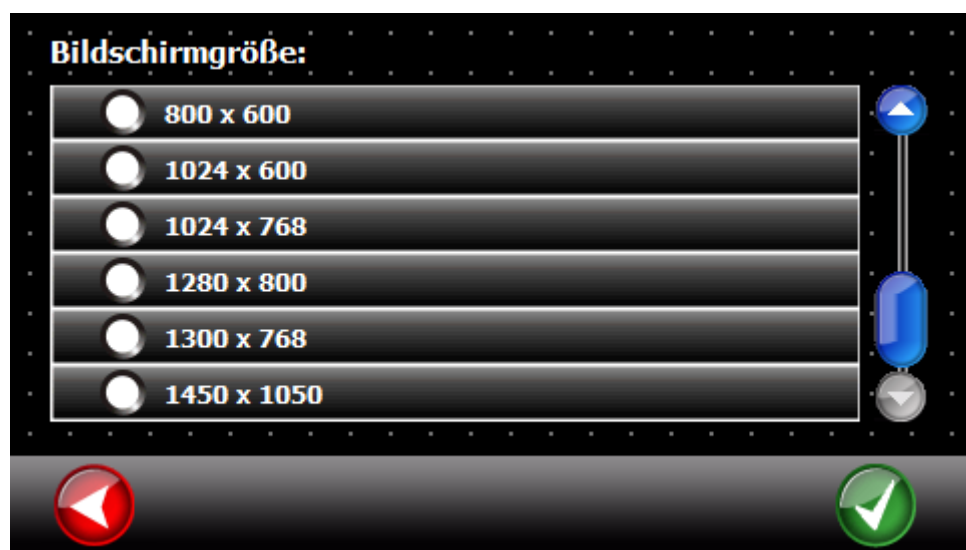 Bildschirmgröße:
800 x 600
1024 x 600
1024 x 768
1280 x 800
1300 x 768
1450 x 1050